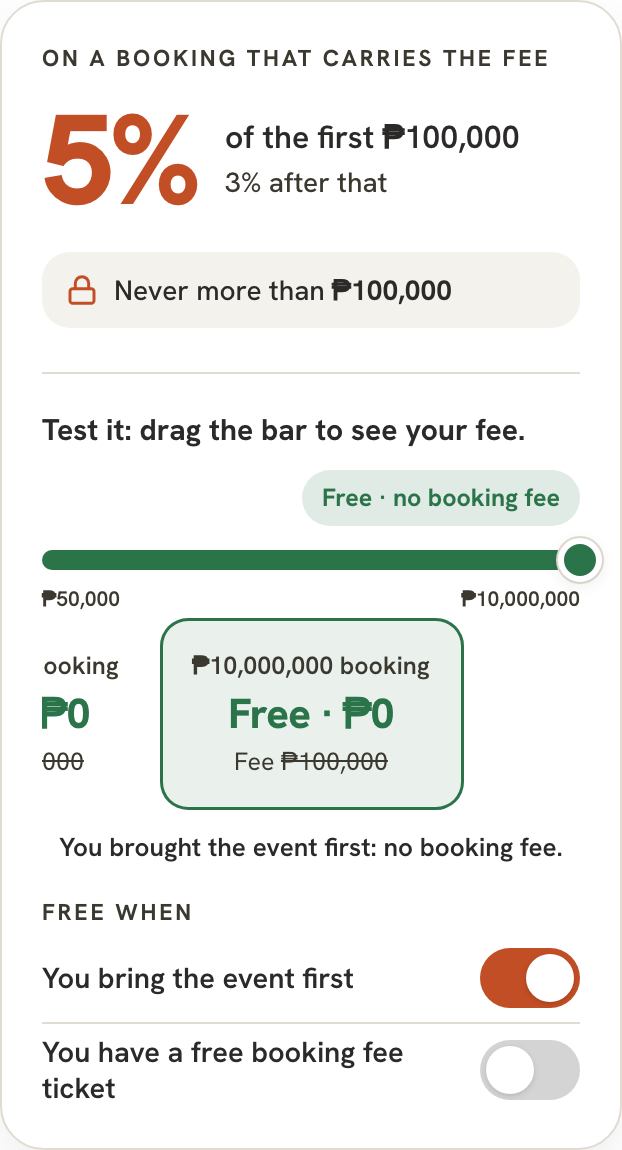 ON A BOOKING THAT CARRIES THE FEE
5%
of the first ₱100,000
3% after that
Never more than ₱100,000
Test it: drag the bar to see your fee.
Free · no booking fee
₱50,000
₱10,000,000
ooking
₱0
000
₱10,000,000 booking
Free · ₱0
Fee ₱100,000
You brought the event first: no booking fee.
FREE WHEN
You bring the event first
You have a free booking fee
ticket